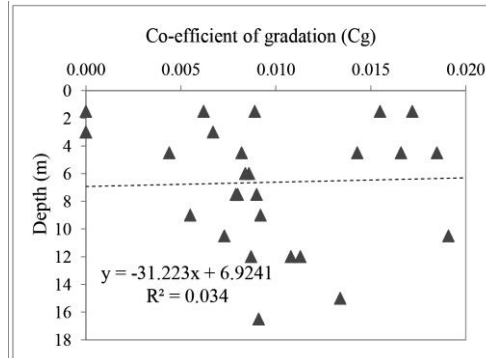 Co-efficient of gradation (Cg)
0.000 0.005 0.010 0.015 0.020
Depth (m)
0
2
4
6
8
10
12
14
16
18
y = -31.223x + 6.9241
R² = 0.034